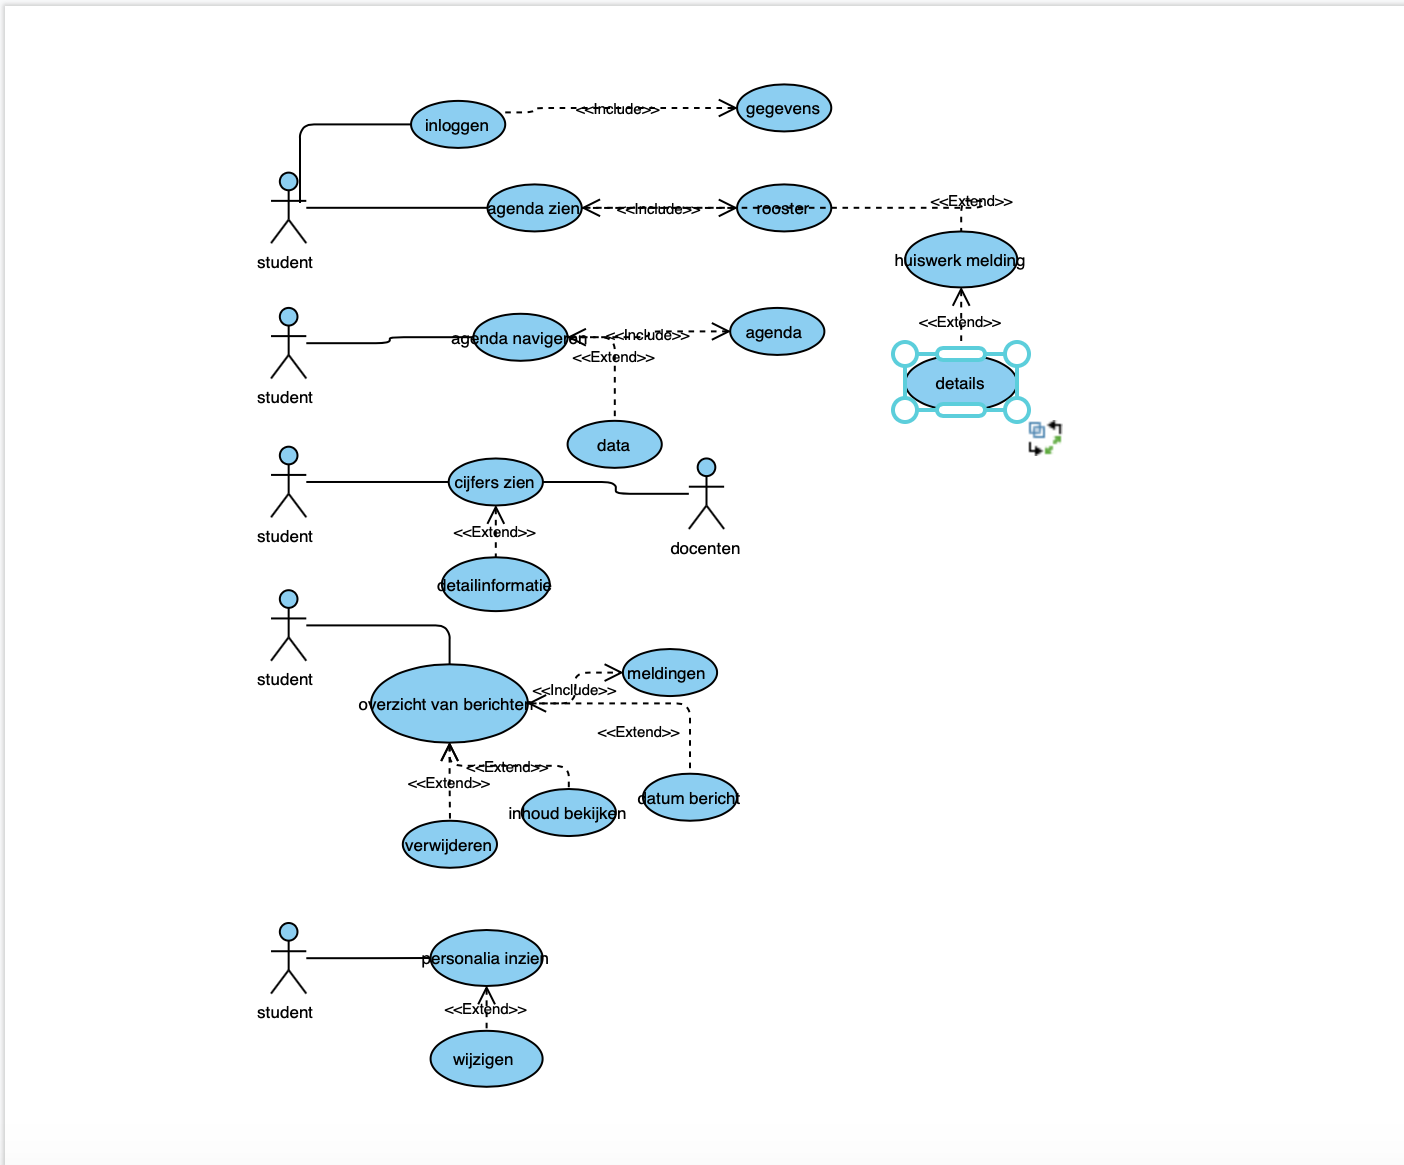 inloggen
<<Include>>
gegevens
agenda zien
<<Include>>
rooster
<<Extend>>
student
huiswerk melding
<<Extend>>
agenda navigeren
<<Include>>
agenda
<<Extend>>
student
details
data
cijfers zien
<<Extend>>
student
docenten
detailinformatie
student
meldingen
<<Include>>
overzicht van berichten
<<Extend>>
<<Extend>>
<<Extend>>
datum bericht
inhoud bekijken
verwijderen
personalia inzien
student
<<Extend>>
wijzigen